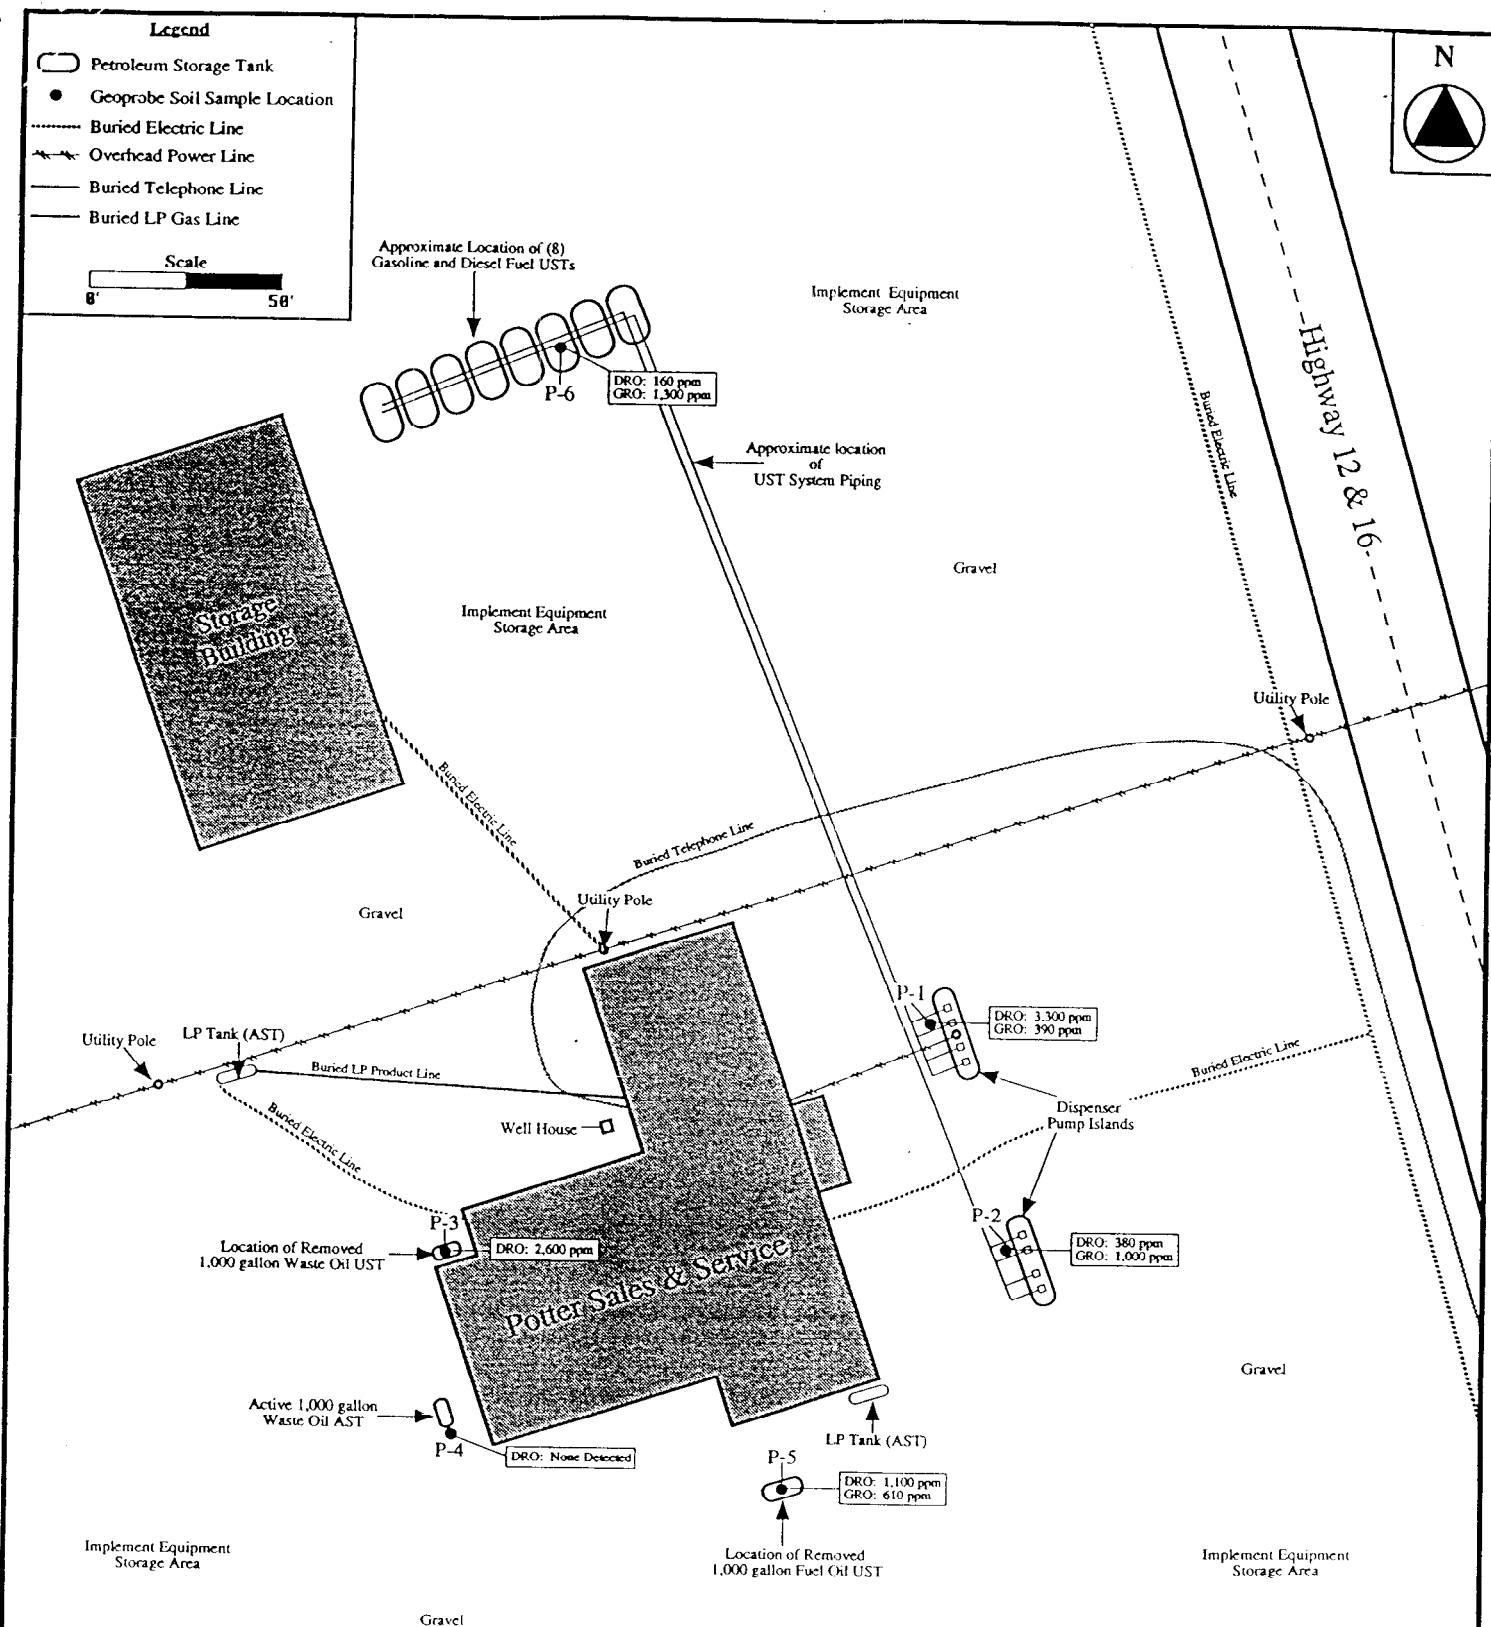 Legend
Petroleum Storage Tank
Geoprobe Soil Sample Location
Buried Electric Line
Overhead Power Line
Buried Telephone Line
Buried LP Gas Line
Scale
0'
50'
N
Approximate Location of (8)
Gasoline and Diesel Fuel USTs
Implement Equipment
Storage Area
P-6
DRO: 160 ppm
GRO: 1,300 ppm
Highway 12 & 16
Buried Electric Line
Approximate location
of
UST System Piping
Gravel
Storage
Building
Implement Equipment
Storage Area
Utility Pole
Buried Electric Line
Buried Telephone Line
Utility Pole
Gravel
P-1
DRO: 3,300 ppm
GRO: 390 ppm
Utility Pole
LP Tank (AST)
Buried LP Product Line
Buried Electric Line
Buried Electric Line
Dispenser
Pump Islands
Well House
P-3
P-2
Location of Removed
1,000 gallon Waste Oil UST
DRO: 2,600 ppm
DRO: 380 ppm
GRO: 1,000 ppm
Potter Sales & Service
Gravel
Active 1,000 gallon
Waste Oil AST
P-4
DRO: None Detected
LP Tank (AST)
P-5
DRO: 1,100 ppm
GRO: 610 ppm
Implement Equipment
Storage Area
Location of Removed
1,000 gallon Fuel Oil UST
Implement Equipment
Storage Area
Gravel